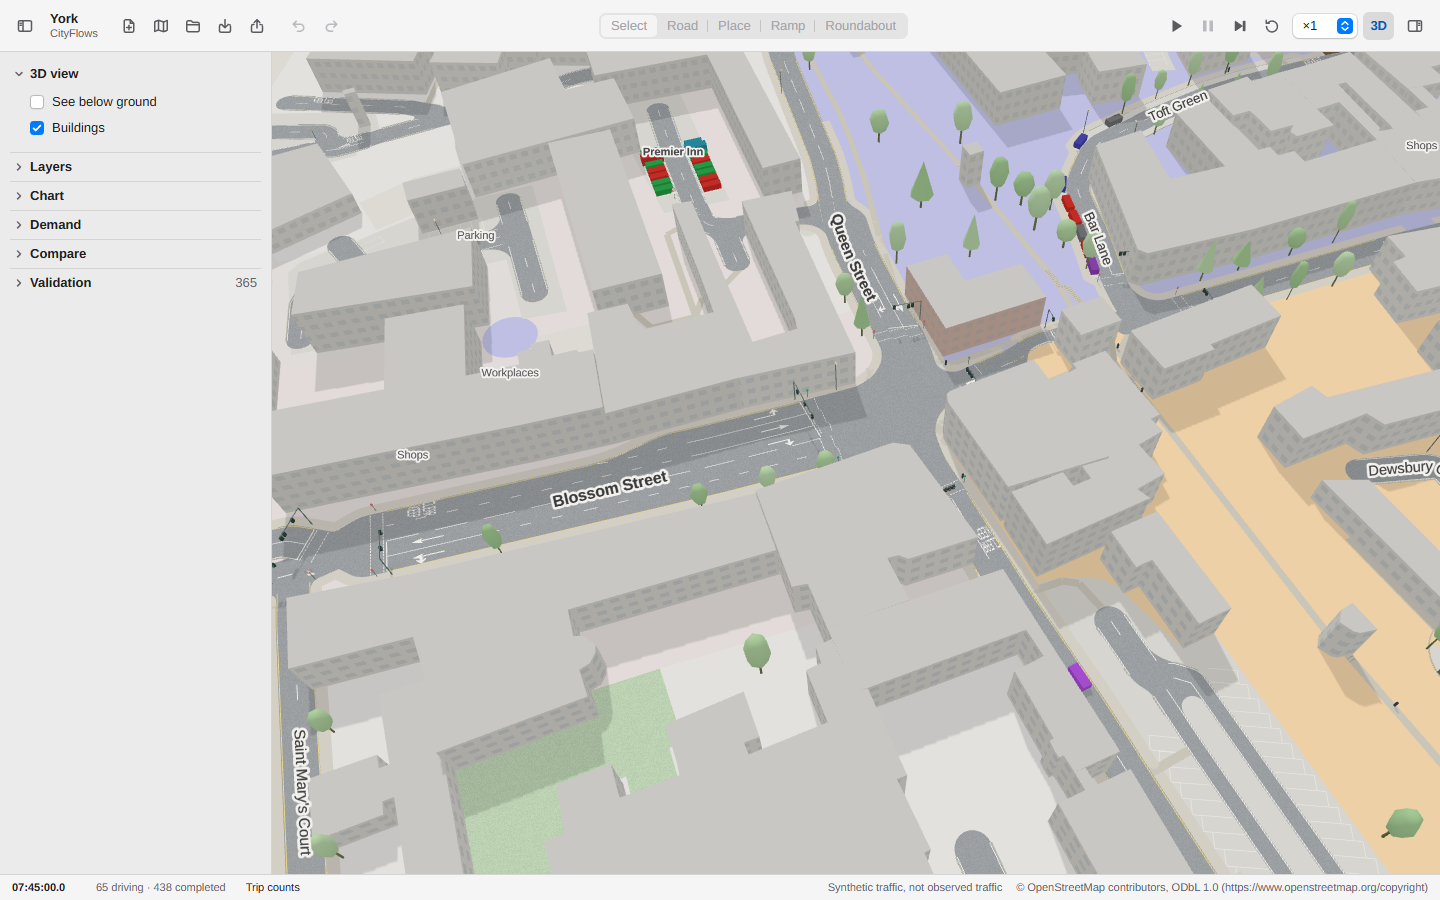 York
CityFlows
Select
Road
Place
Ramp
Roundabout
×1
3D
3D view
See below ground
Buildings
Layers
Chart
Demand
Compare
Validation
365
Premier Inn
Toft Green
Shops
Parking
Queen Street
Bar Lane
Workplaces
Shops
Blossom Street
Dewsbury
Saint Mary's Court
07:45:00.0
65 driving · 438 completed
Trip counts
Synthetic traffic, not observed traffic
© OpenStreetMap contributors, ODbL 1.0 (https://www.openstreetmap.org/copyright)